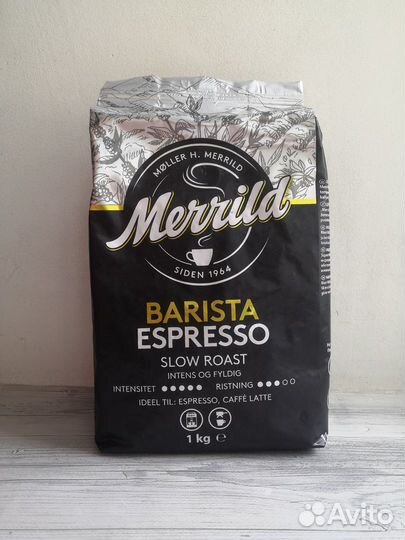 MØLLER H. MERRILD
Merrild
SIDEN 1964
BARISTA
ESPRESSO
SLOW ROAST
INTENS OG FYLDIG
INTENSITET RISTNING
IDEEL TIL: ESPRESSO, CAFFÈ LATTE
1 kg ℮
Avito